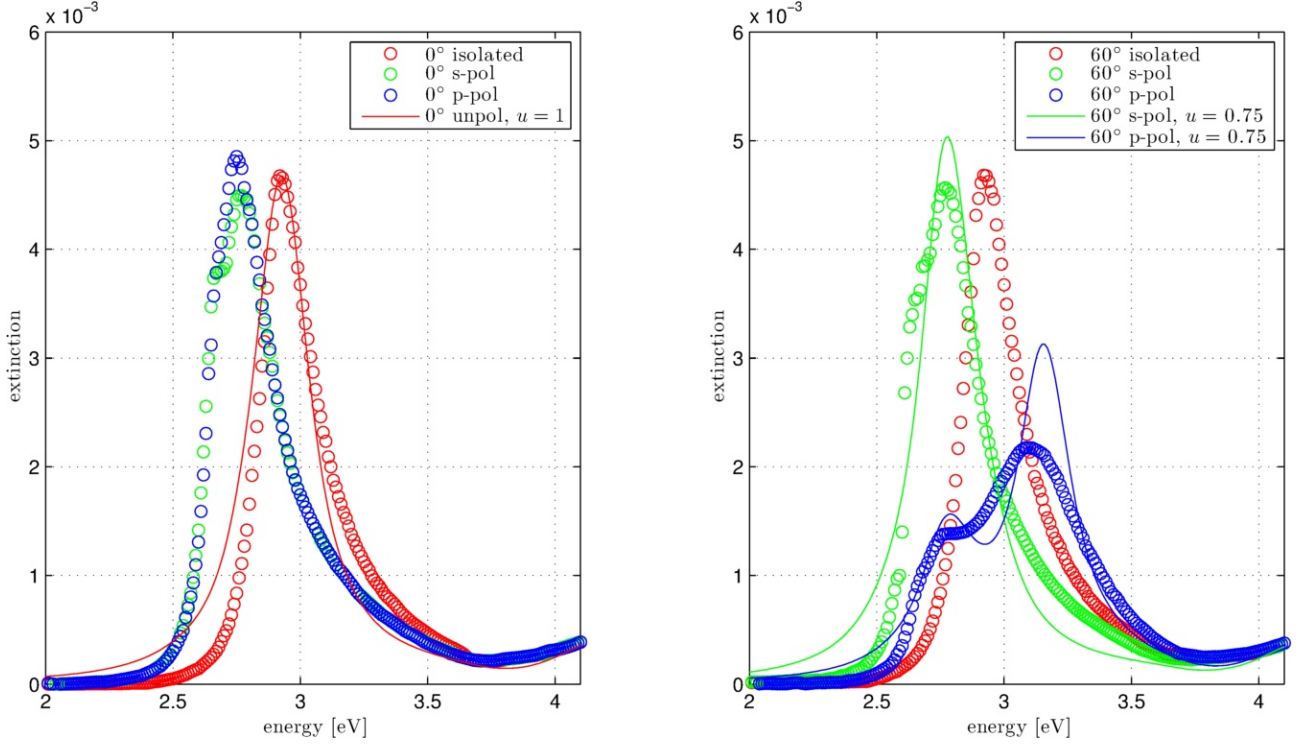 x 10⁻³
6
5
4
3
2
1
0
extinction
2
2.5
3
3.5
4
energy [eV]
0° isolated
0° s-pol
0° p-pol
0° unpol, u = 1
x 10⁻³
6
5
4
3
2
1
0
extinction
2
2.5
3
3.5
4
energy [eV]
60° isolated
60° s-pol
60° p-pol
60° s-pol, u = 0.75
60° p-pol, u = 0.75